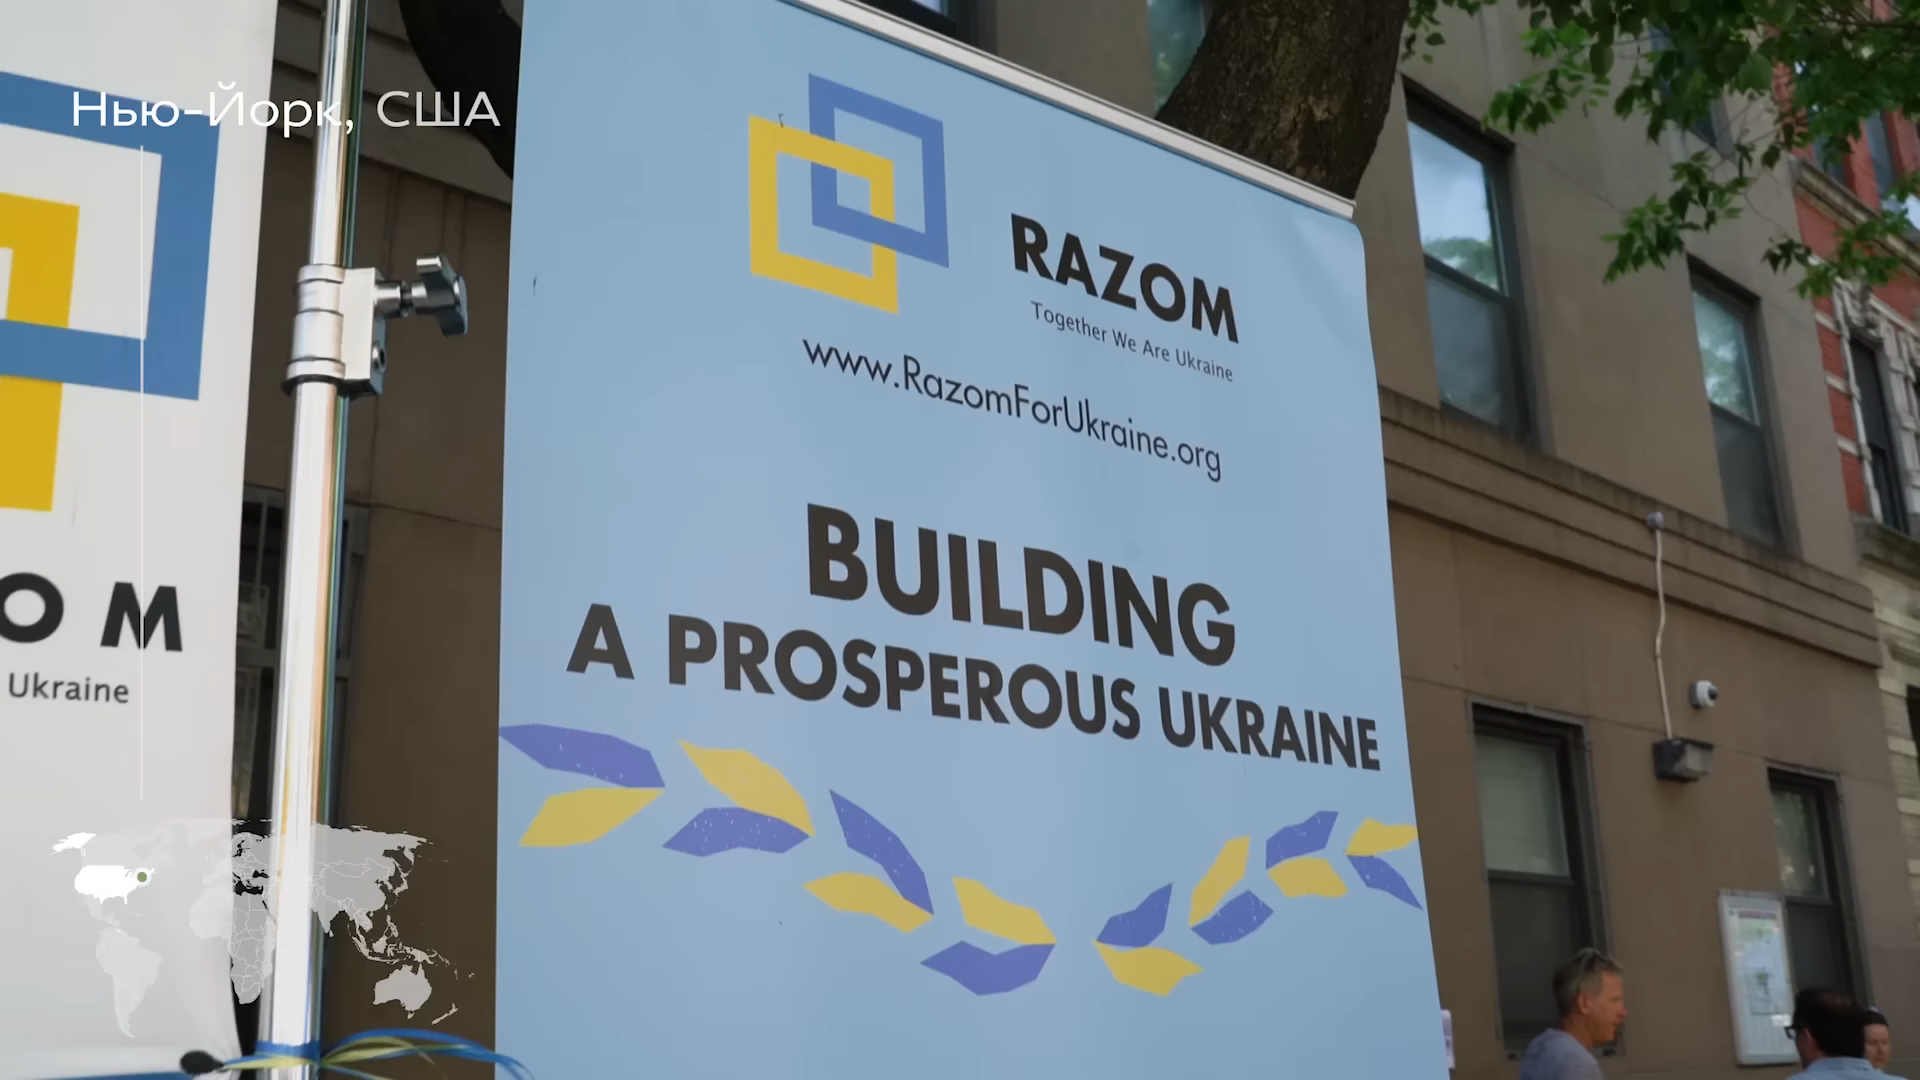 Нью-Йорк, США
OM
Ukraine
RAZOM
Together We Are Ukraine
www.RazomForUkraine.org
BUILDING
A PROSPEROUS UKRAINE